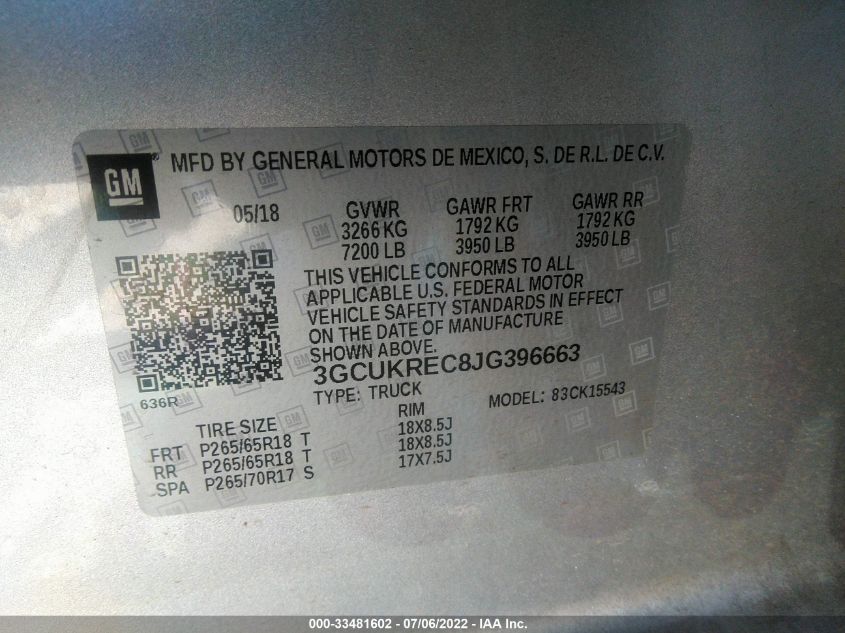 GM ® MFD BY GENERAL MOTORS DE MEXICO, S. DE R.L. DE C.V.
05/18 GVWR GAWR FRT GAWR RR
3266 KG 1792 KG 1792 KG
7200 LB 3950 LB 3950 LB
THIS VEHICLE CONFORMS TO ALL
APPLICABLE U.S. FEDERAL MOTOR
VEHICLE SAFETY STANDARDS IN EFFECT
ON THE DATE OF MANUFACTURE
SHOWN ABOVE.
3GCUKREC8JG396663
636R TYPE: TRUCK MODEL: 83CK15543
TIRE SIZE RIM
FRT P265/65R18 T 18X8.5J
RR P265/65R18 T 18X8.5J
SPA P265/70R17 S 17X7.5J
000-33481602 - 07/06/2022 - IAA Inc.